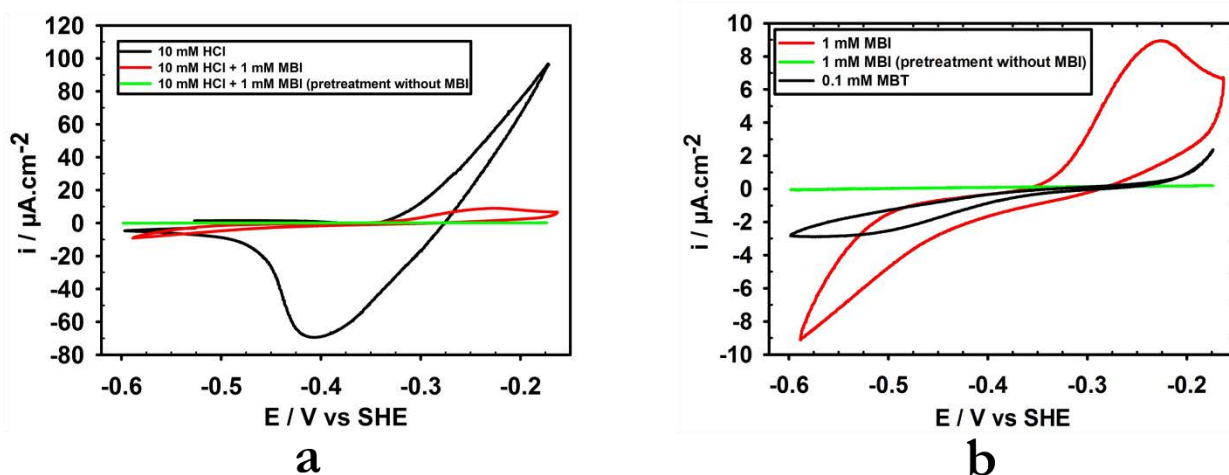 120
100
80
60
40
20
0
-20
-40
-60
-80
i / µA.cm-2
10 mM HCl
10 mM HCl + 1 mM MBI
10 mM HCl + 1 mM MBI (pretreatment without MBI
-0.6 -0.5 -0.4 -0.3 -0.2
E / V vs SHE
a
10
8
6
4
2
0
-2
-4
-6
-8
-10
i / µA.cm-2
1 mM MBI
1 mM MBI (pretreatment without MBI)
0.1 mM MBT
-0.6 -0.5 -0.4 -0.3 -0.2
E / V vs SHE
b